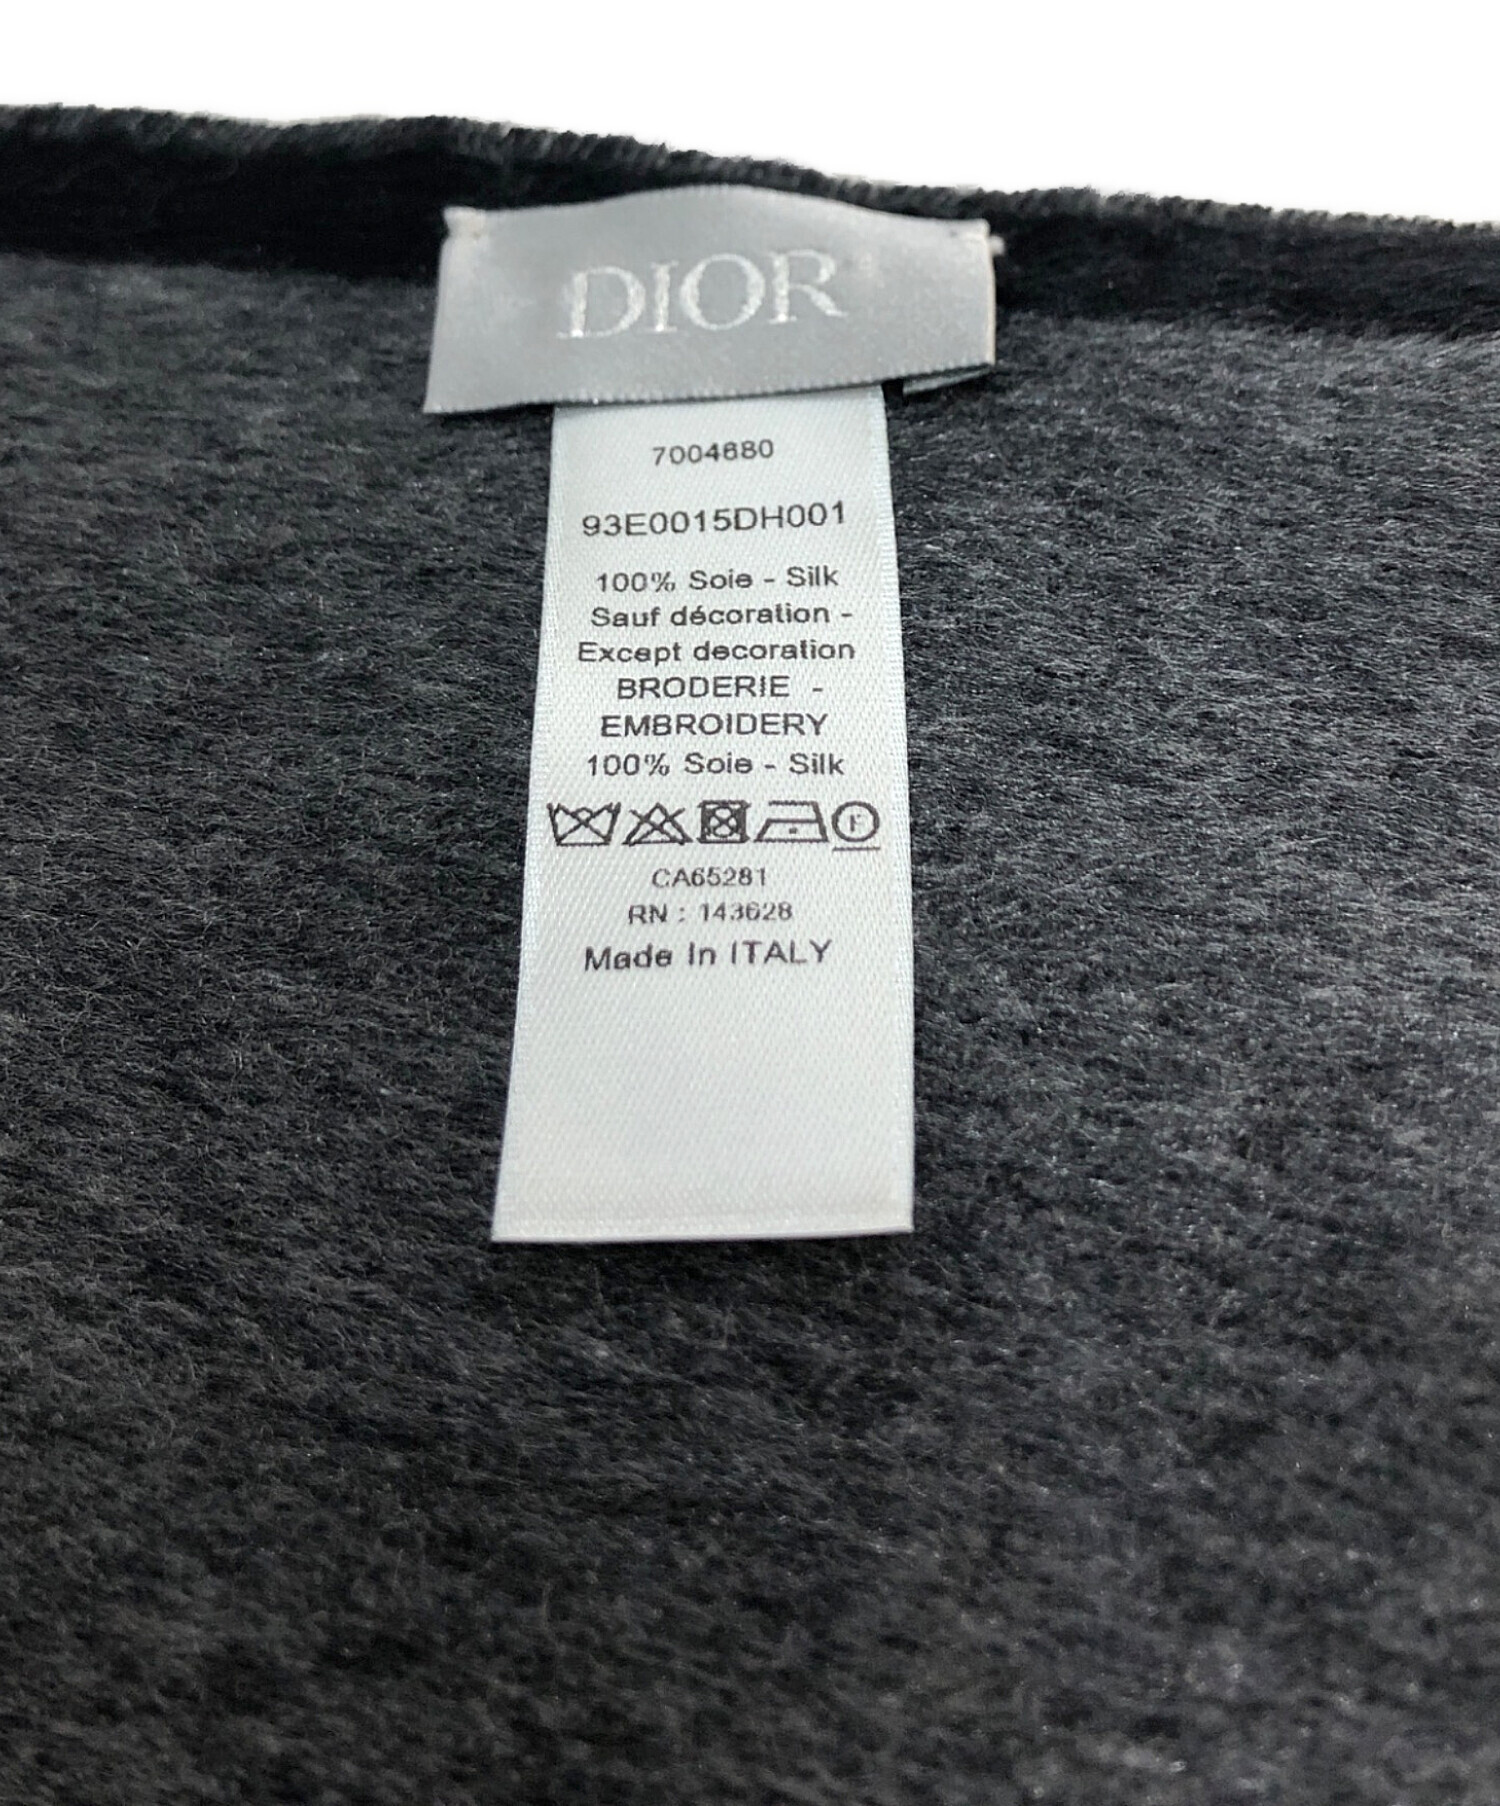 DIOR
7004680
93E0015DH001
100% Soie - Silk
Sauf décoration -
Except decoration
BRODERIE -
EMBROIDERY
100% Soie - Silk
F
CA65281
RN : 143628
Made In ITALY